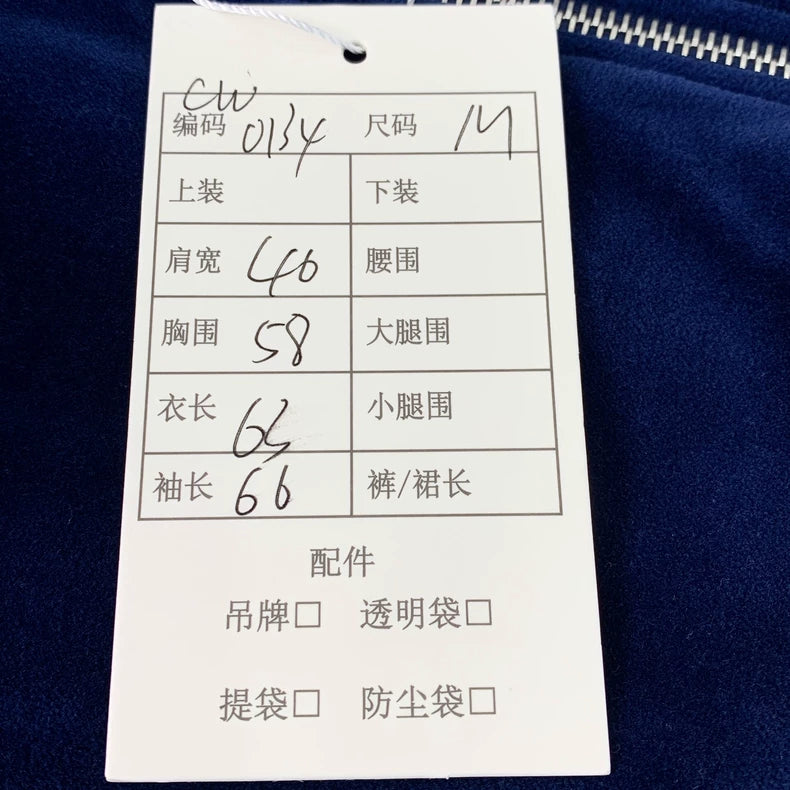 CW
编码 0134 尺码 M
上装 下装
肩宽 46 腰围
胸围 58 大腿围
衣长 65 小腿围
袖长 66 裤/裙长
配件
吊牌□ 透明袋□
提袋□ 防尘袋□